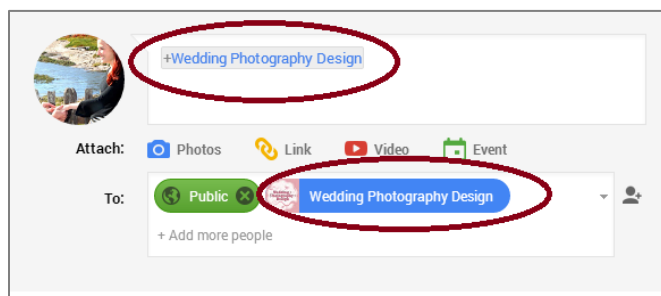 +Wedding Photography Design
Attach: Photos Link Video Event
To: Public Wedding Photography Design
+ Add more people